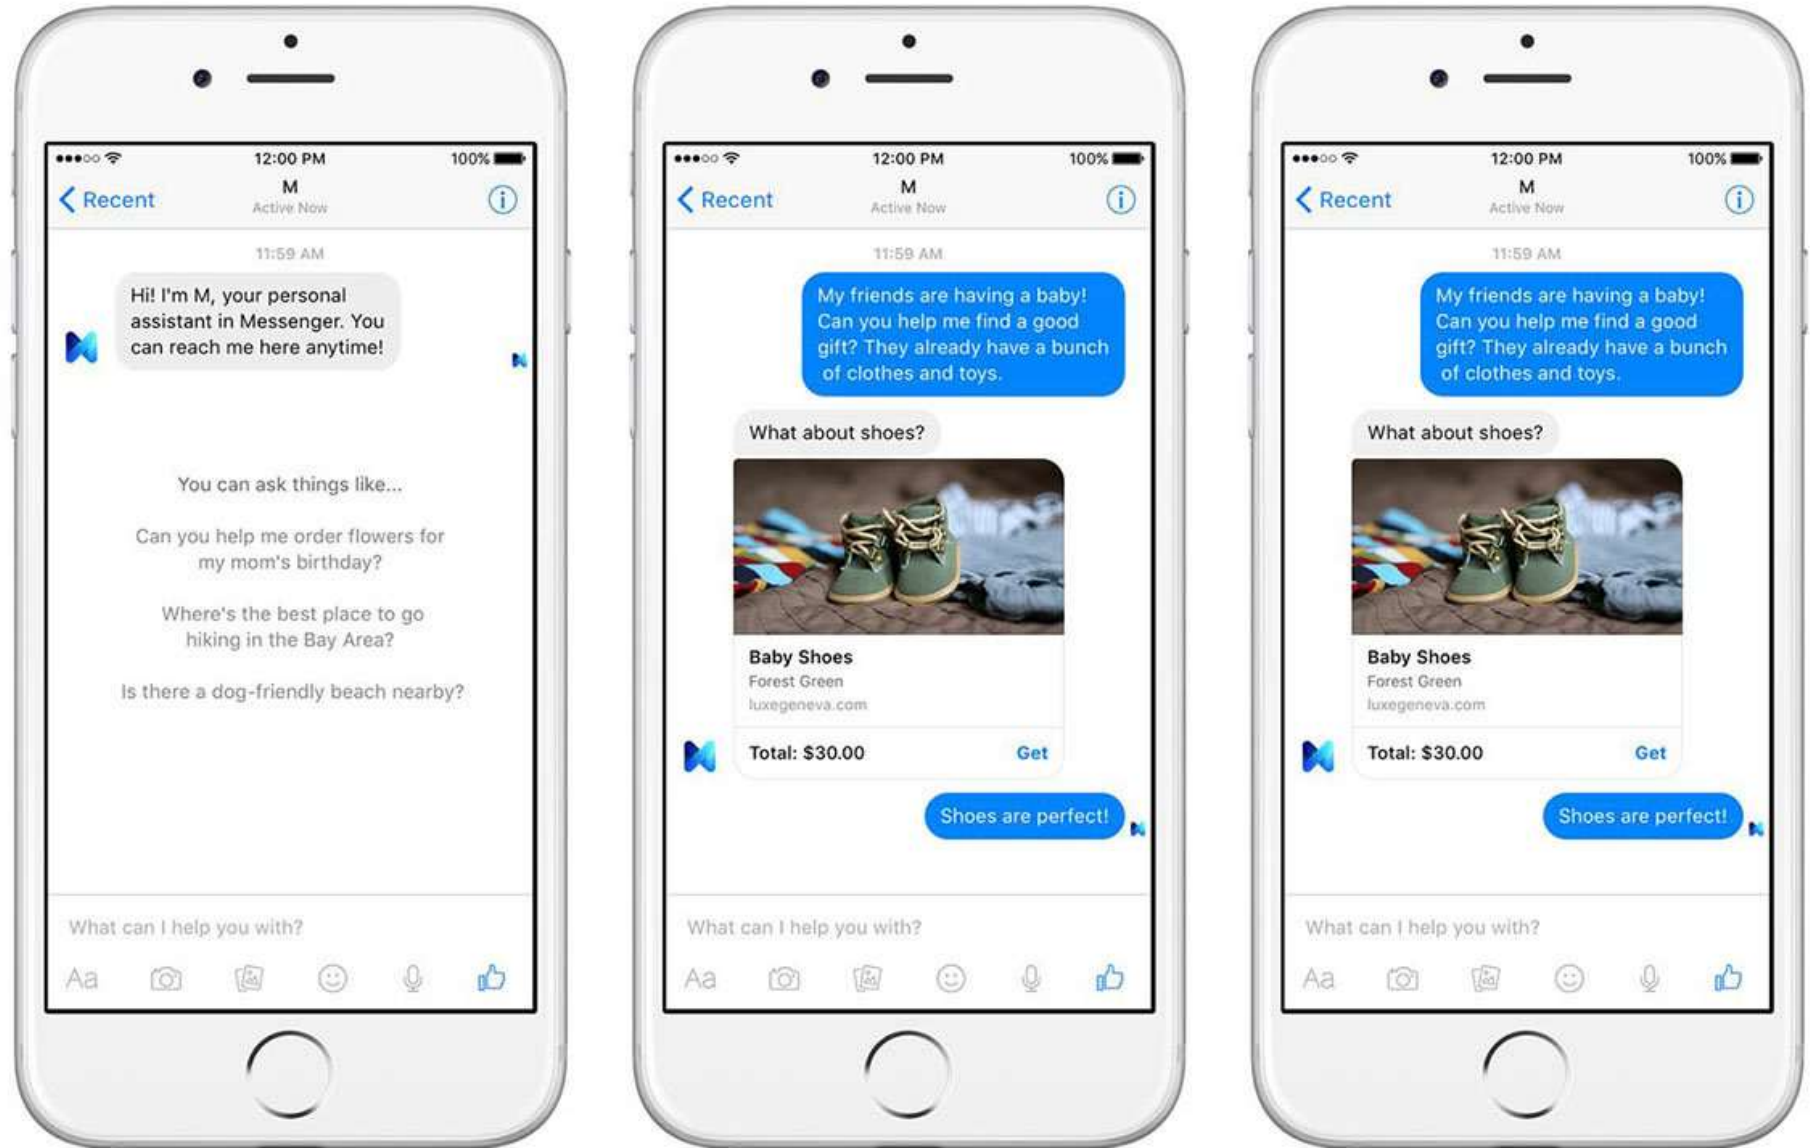 12:00 PM
100%
Recent
M
Active Now
11:59 AM
Hi! I'm M, your personal
assistant in Messenger. You
can reach me here anytime!
You can ask things like...
Can you help me order flowers for
my mom's birthday?
Where's the best place to go
hiking in the Bay Area?
Is there a dog-friendly beach nearby?
What can I help you with?
Aa
12:00 PM
100%
Recent
M
Active Now
11:59 AM
My friends are having a baby!
Can you help me find a good
gift? They already have a bunch
of clothes and toys.
What about shoes?
Baby Shoes
Forest Green
luxegeneva.com
Total: $30.00
Get
Shoes are perfect!
What can I help you with?
Aa
12:00 PM
100%
Recent
M
Active Now
11:59 AM
My friends are having a baby!
Can you help me find a good
gift? They already have a bunch
of clothes and toys.
What about shoes?
Baby Shoes
Forest Green
luxegeneva.com
Total: $30.00
Get
Shoes are perfect!
What can I help you with?
Aa